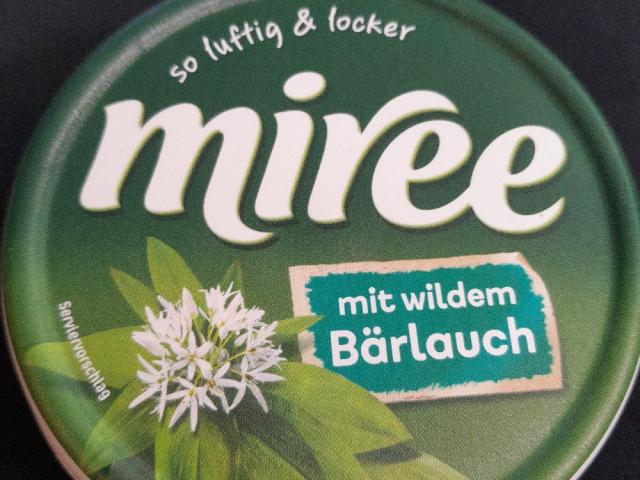 so luftig & locker
miree
mit wildem
Bärlauch
Serviervorschlag